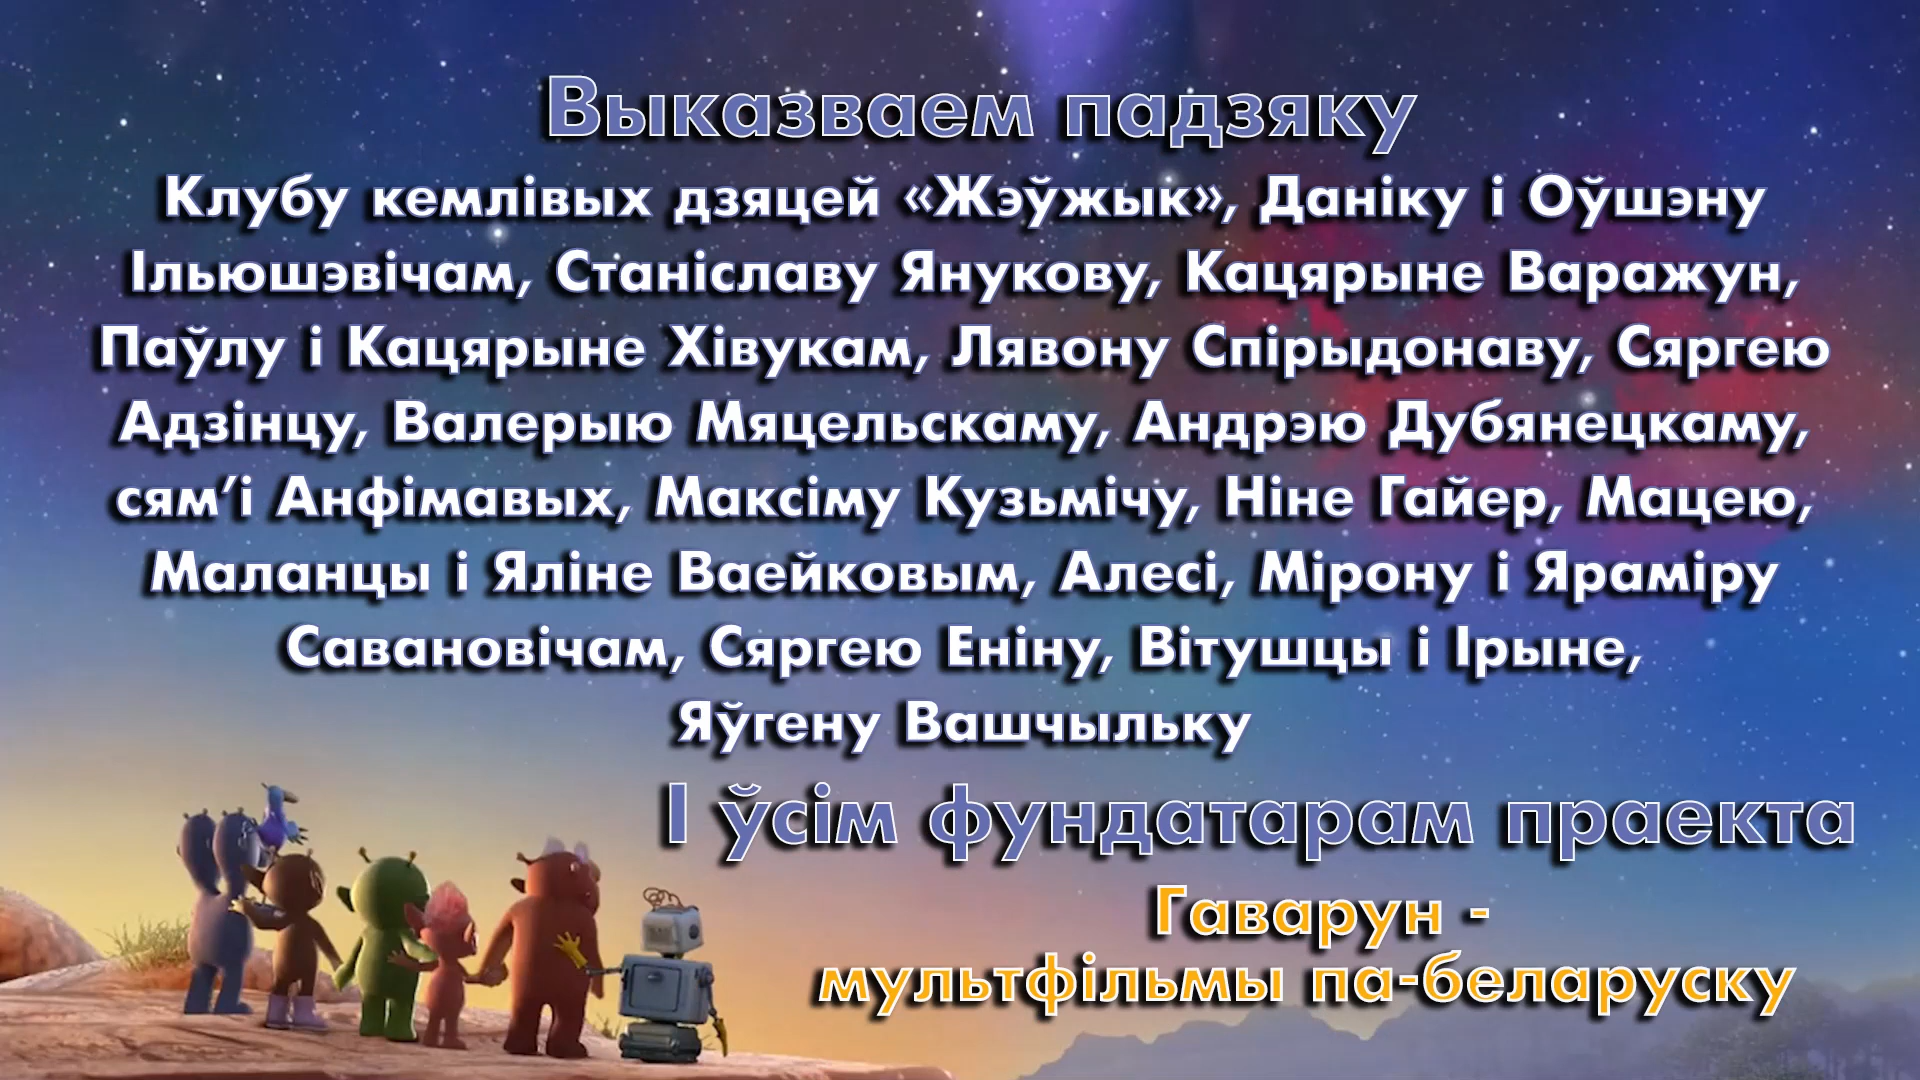 Выказваем падзяку
Клубу кемлівых дзяцей «Жэўжык», Даніку і Оўшэну
Ільюшэвічам, Станіславу Янукову, Кацярыне Варажун,
Паўлу і Кацярыне Хівукам, Лявону Спірыдонаву, Сяргею
Адзінцу, Валерыю Мяцельскаму, Андрэю Дубянецкаму,
сям’і Анфімавых, Максіму Кузьмічу, Ніне Гайер, Мацею,
Маланцы і Яліне Ваейковым, Алесі, Мірону і Яраміру
Савановічам, Сяргею Еніну, Вітушцы і Ірыне,
Яўгену Вашчыльку
І ўсім фундатарам праекта
Гаварун -
мультфільмы па-беларуску